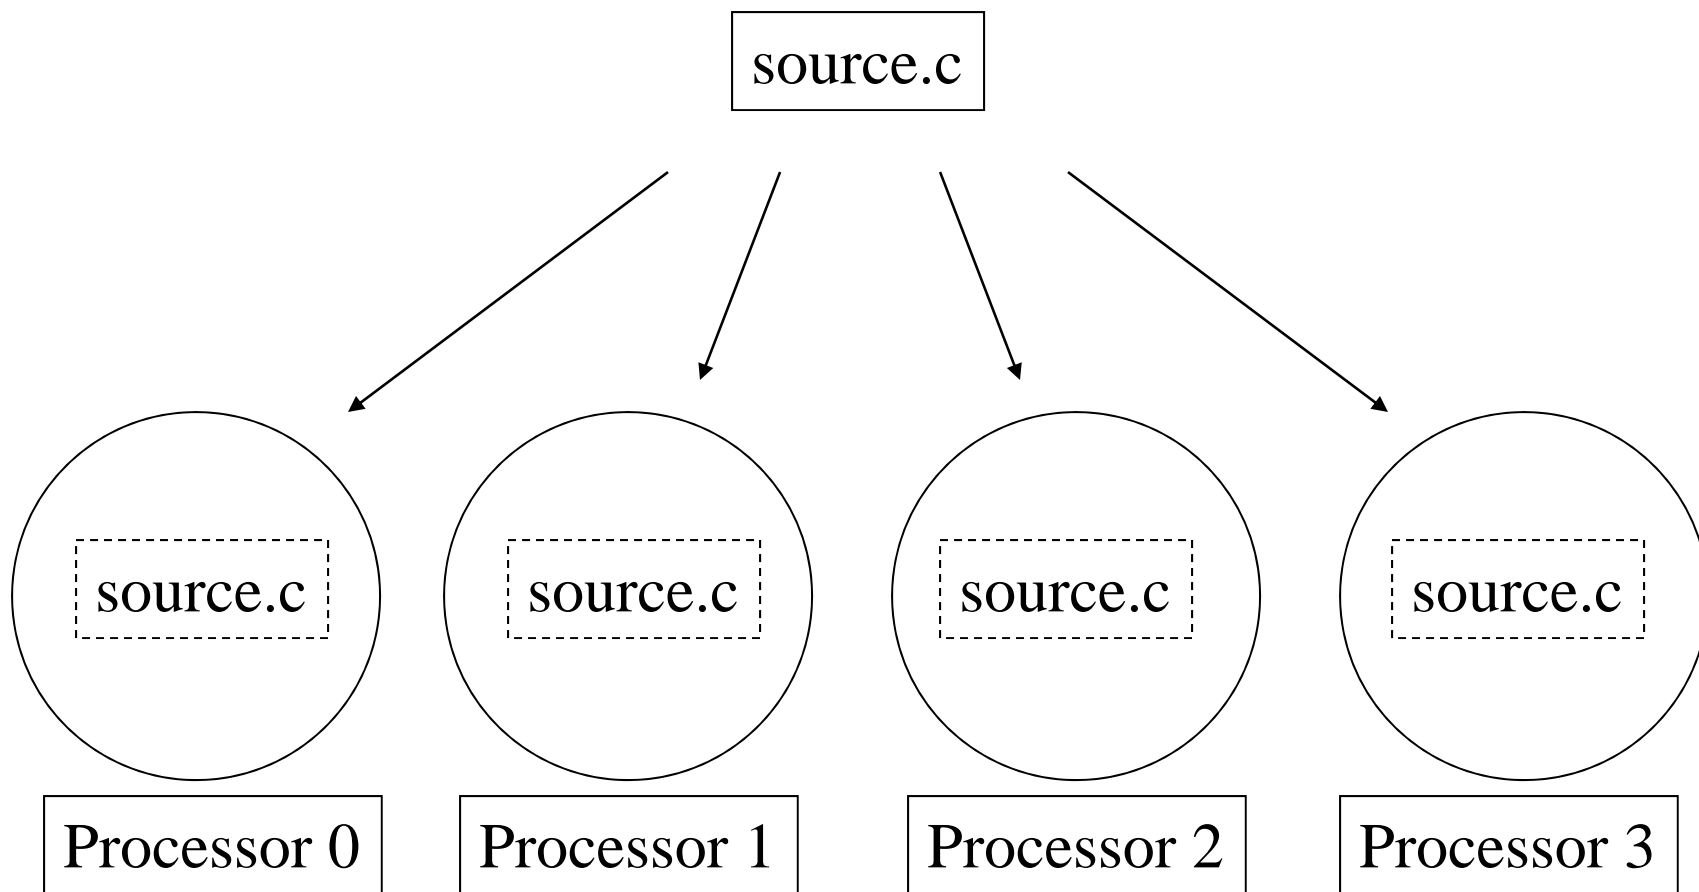 source.c
source.c
source.c
source.c
source.c
Processor 0
Processor 1
Processor 2
Processor 3